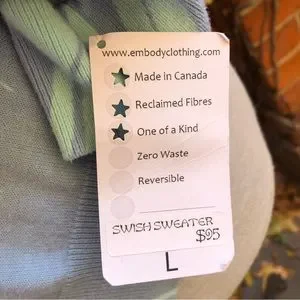 www.embodyclothing.com
Made in Canada
Reclaimed Fibres
One of a Kind
Zero Waste
Reversible
SWISH SWEATER
$95
L